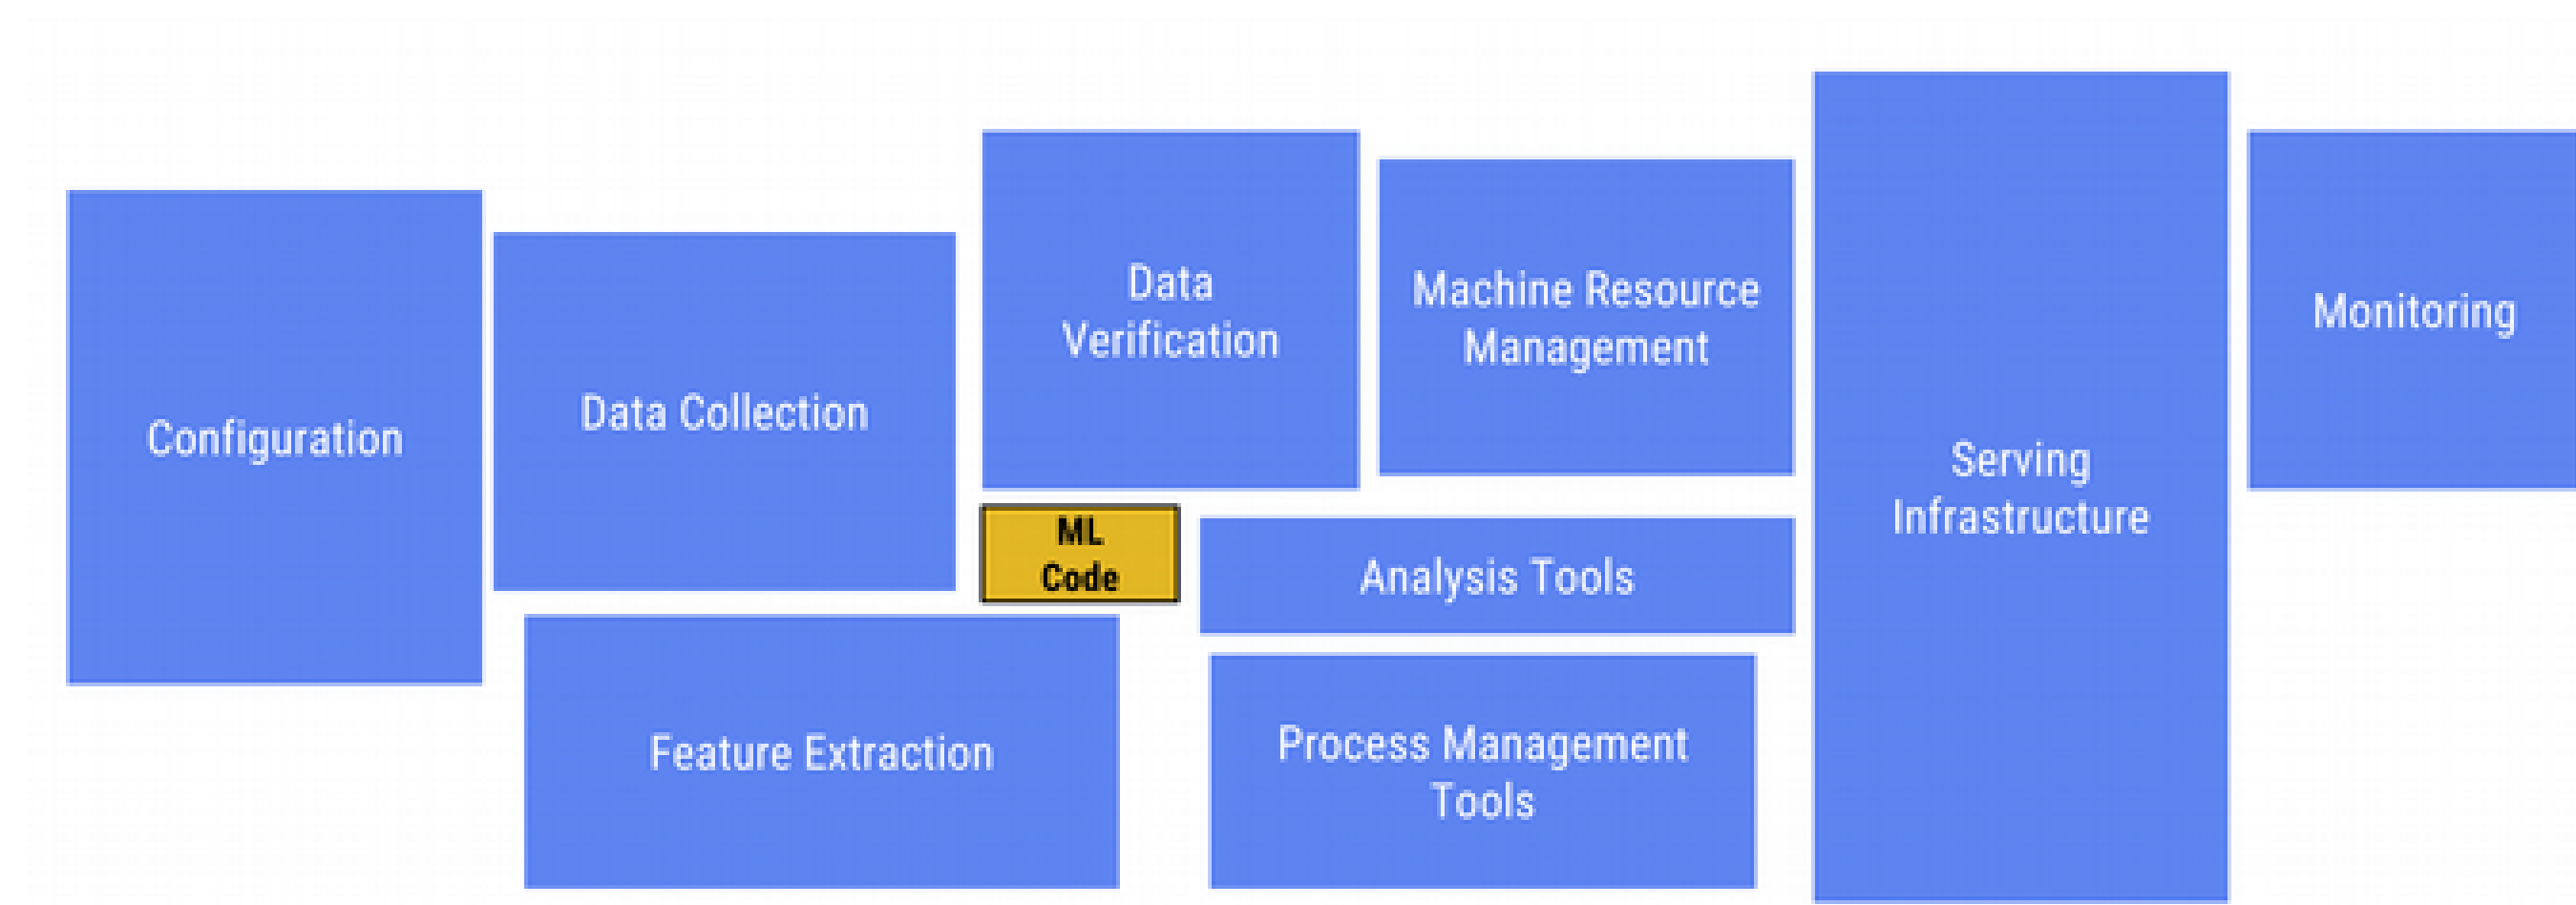 Configuration
Data Collection
Data
Verification
Machine Resource
Management
Serving
Infrastructure
Monitoring
ML
Code
Analysis Tools
Feature Extraction
Process Management
Tools